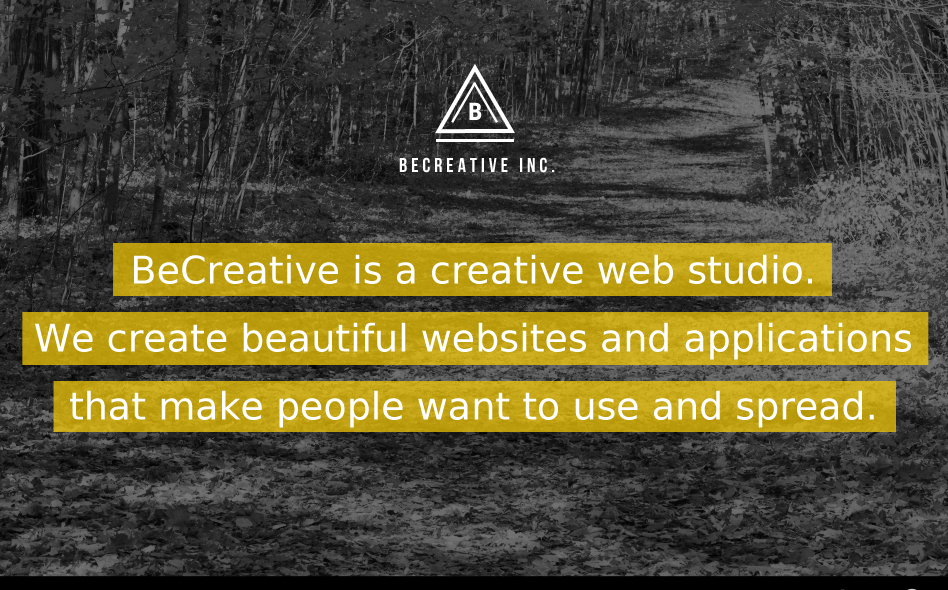 B
BECREATIVE INC.
BeCreative is a creative web studio.
We create beautiful websites and applications
that make people want to use and spread.